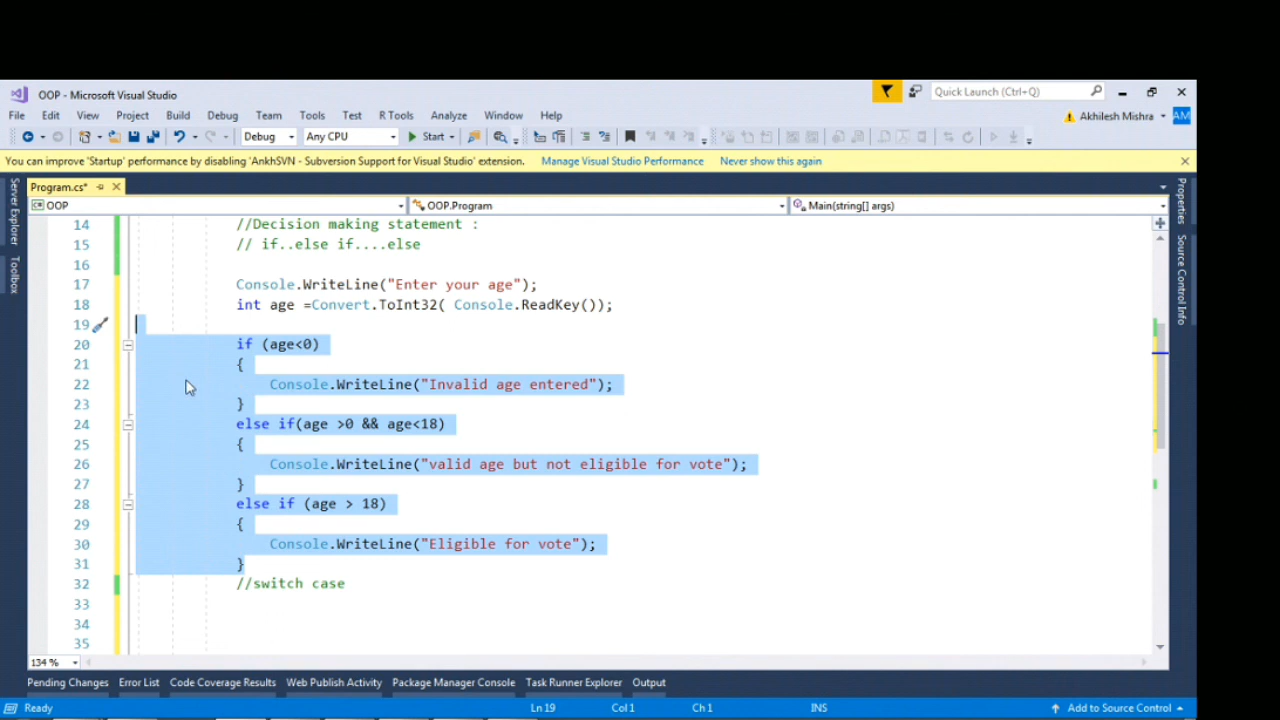 OOP - Microsoft Visual Studio
Quick Launch (Ctrl+Q)
File Edit View Project Build Debug Team Tools Test R Tools Analyze Window Help
Akhilesh Mishra AM
Debug Any CPU Start
You can improve 'Startup' performance by disabling 'AnkhSVN - Subversion Support for Visual Studio' extension. Manage Visual Studio Performance Never show this again
Program.cs*
OOP OOP.Program Main(string[] args)
Server Explorer
Toolbox
Properties
Source Control Info
14 //Decision making statement :
15 // if..else if....else
16
17 Console.WriteLine("Enter your age");
18 int age =Convert.ToInt32( Console.ReadKey());
19
20 if (age<0)
21 {
22 Console.WriteLine("Invalid age entered");
23 }
24 else if(age >0 && age<18)
25 {
26 Console.WriteLine("valid age but not eligible for vote");
27 }
28 else if (age > 18)
29 {
30 Console.WriteLine("Eligible for vote");
31 }
32 //switch case
33
34
35
134 %
Pending Changes Error List Code Coverage Results Web Publish Activity Package Manager Console Task Runner Explorer Output
Ready Ln 19 Col 1 Ch 1 INS Add to Source Control